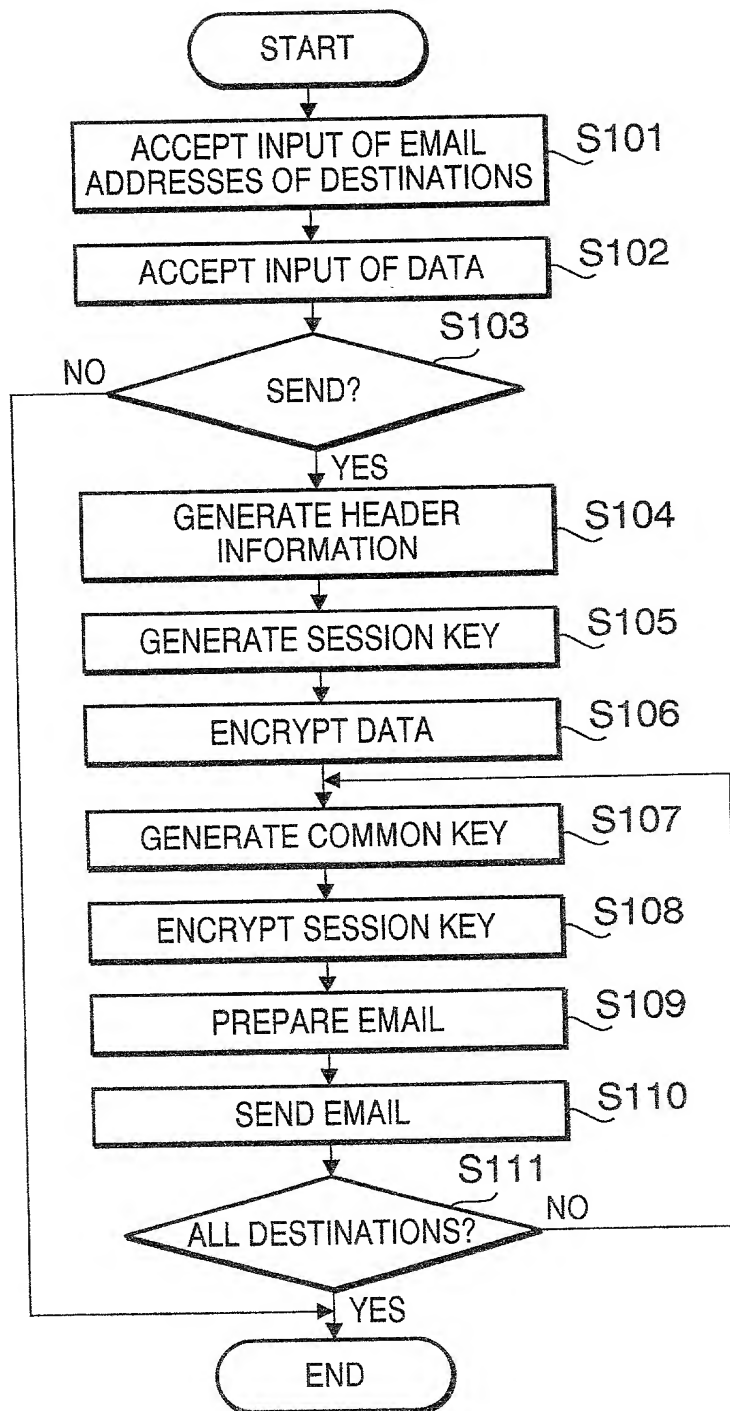 START
ACCEPT INPUT OF EMAIL
ADDRESSES OF DESTINATIONS
S101
ACCEPT INPUT OF DATA
S102
S103
NO
SEND?
YES
GENERATE HEADER
INFORMATION
S104
GENERATE SESSION KEY
S105
ENCRYPT DATA
S106
GENERATE COMMON KEY
S107
ENCRYPT SESSION KEY
S108
PREPARE EMAIL
S109
SEND EMAIL
S110
S111
ALL DESTINATIONS?
NO
YES
END